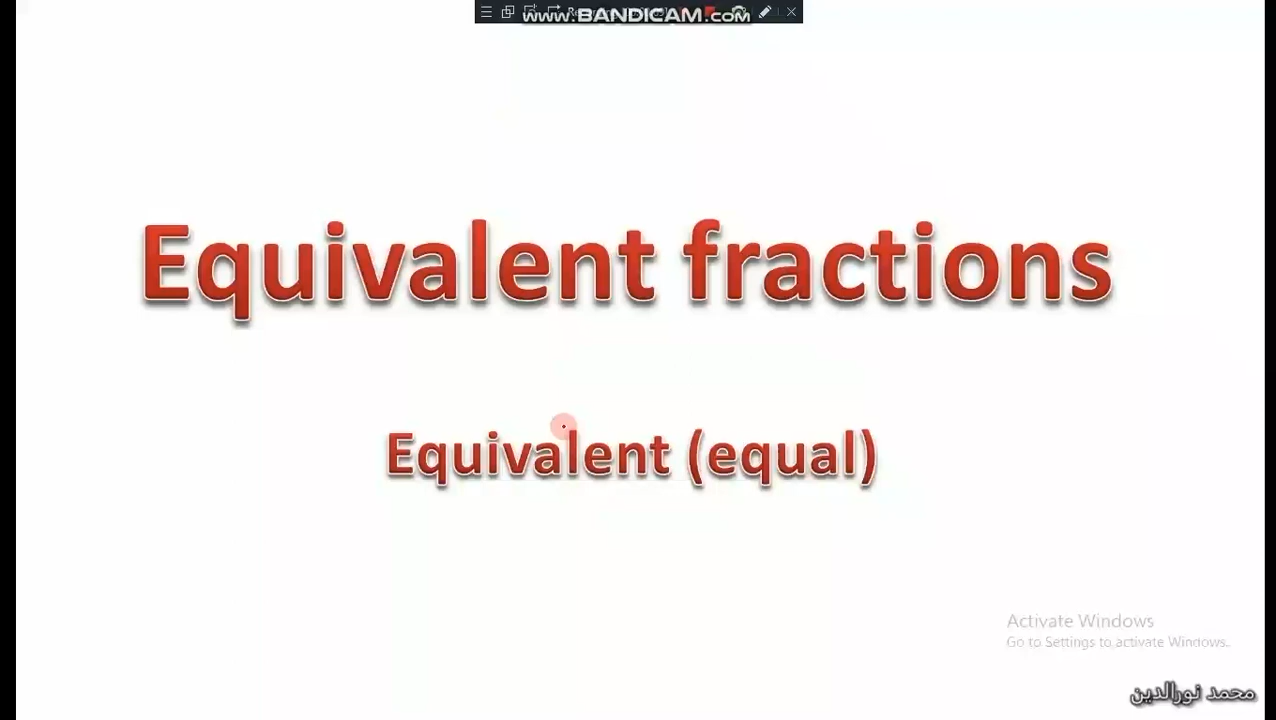 www.BANDICAM.com
Equivalent fractions
Equivalent (equal)
Activate Windows
Go to Settings to activate Windows.
محمد نورالدين